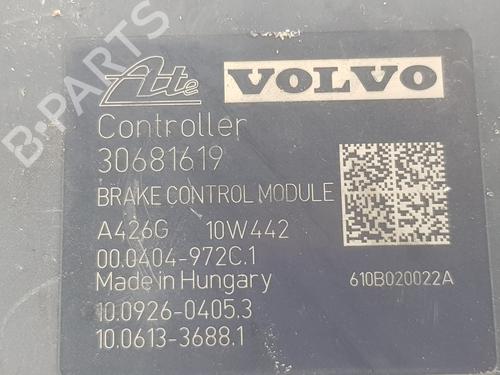 Ate VOLVO
Controller
30681619
BRAKE CONTROL MODULE
A426G 10W442
00.0404-972C.1
Made in Hungary
610B020022A
10.0926-0405.3
10.0613-3688.1
B-PARTS